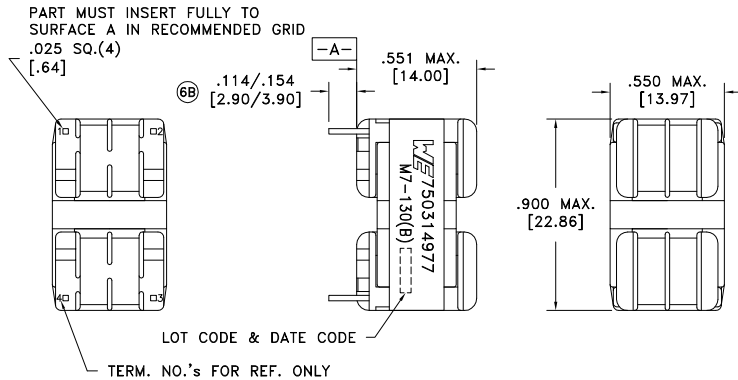 PART MUST INSERT FULLY TO
SURFACE A IN RECOMMENDED GRID
.025 SQ.(4)
[.64]
6B
.114/.154
[2.90/3.90]
-A-
.551 MAX.
[14.00]
.550 MAX.
[13.97]
1
2
WE 750314977
M7-130(B)
.900 MAX.
[22.86]
4
3
LOT CODE & DATE CODE
TERM. NO.'s FOR REF. ONLY